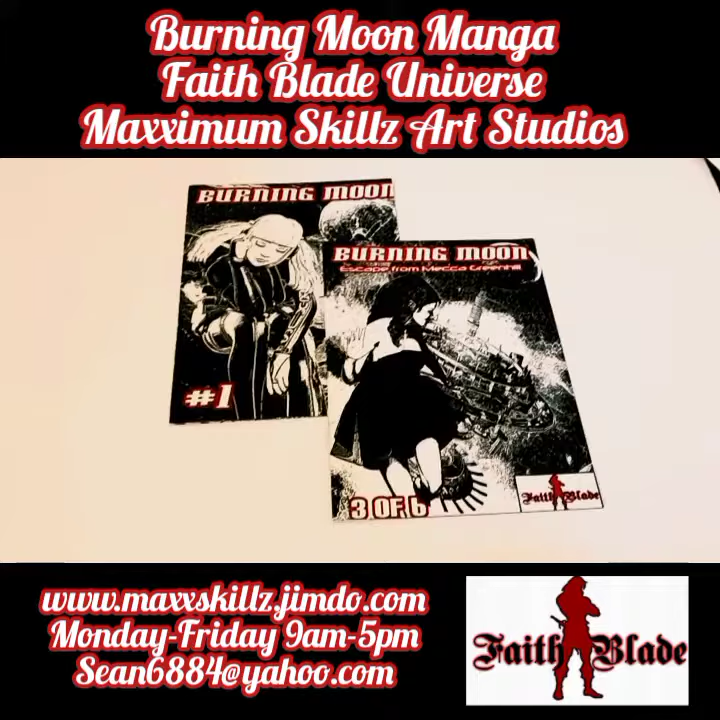 Burning Moon Manga
Faith Blade Universe
Maxximum Skillz Art Studios
BURNING MOON
#1
BURNING MOON
Escape from Mecca Greenhill
3 OF 6
Faith Blade
www.maxxskillz.jimdo.com
Monday-Friday 9am-5pm
Sean6884@yahoo.com
Faith Blade